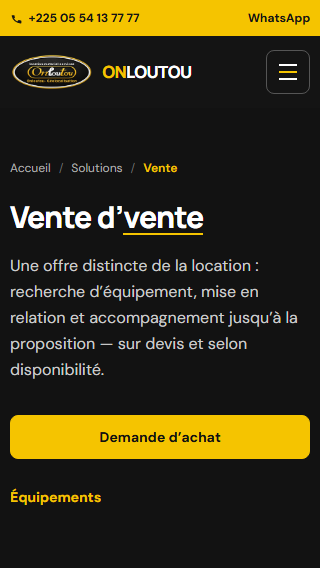 +225 05 54 13 77 77 WhatsApp
Onloutou
ONLOUTOU
Accueil / Solutions / Vente
Vente d’vente
Une offre distincte de la location :
recherche d’équipement, mise en
relation et accompagnement jusqu’à la
proposition — sur devis et selon
disponibilité.
Demande d’achat
Équipements